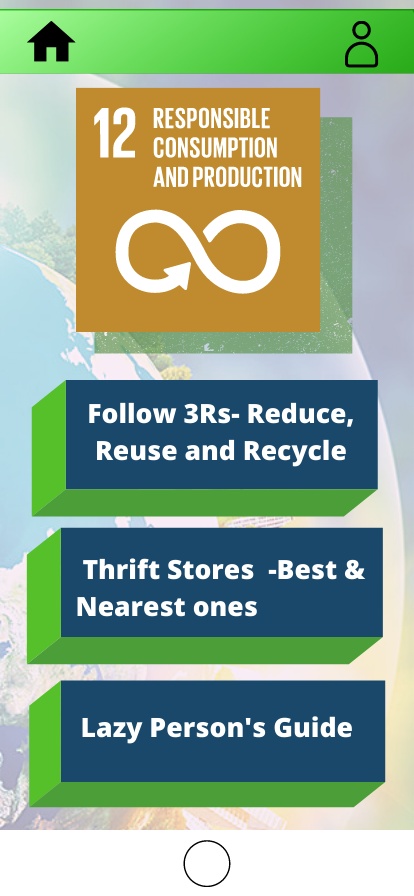 12
RESPONSIBLE
CONSUMPTION
AND PRODUCTION
Follow 3Rs- Reduce,
Reuse and Recycle
Thrift Stores -Best &
Nearest ones
Lazy Person's Guide